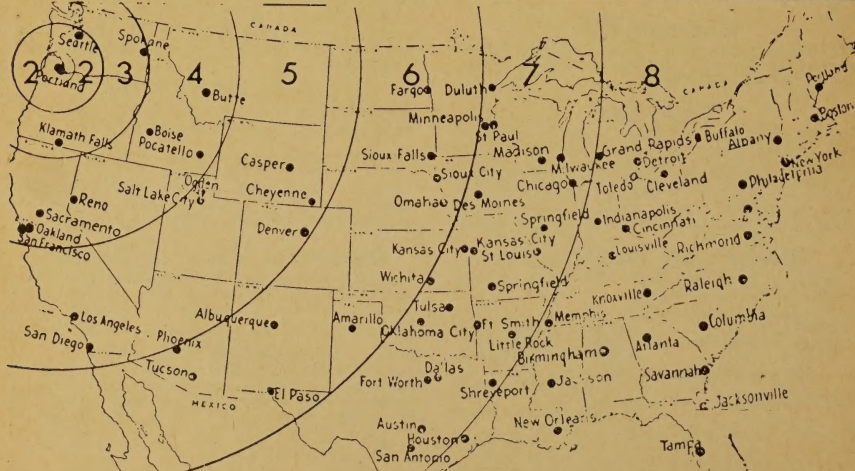 CANADA
Seattle
Spokane
Portland
2 2 3 4 5 6 7 8
CANADA
Butte
Fargo
Duluth
Portland
Minneapolis
St Paul
Boston
Klamath Falls
Boise
Pocatello
Sioux Falls
Madison
Milwaukee
Grand Rapids
Detroit
Buffalo
Albany
New York
Casper
Sioux City
Chicago
Toledo
Cleveland
Philadelphia
Ogden
Salt Lake City
Cheyenne
Omaha
Des Moines
Reno
Sacramento
Oakland
San Francisco
Denver
Springfield
Indianapolis
Cincinnati
Kansas City
Kansas City
St Louis
Louisville
Richmond
Wichita
Springfield
Knoxville
Raleigh
Los Angeles
Albuquerque
Amarillo
Tulsa
Oklahoma City
Ft Smith
Memphis
Columbia
San Diego
Phoenix
Little Rock
Birmingham
Atlanta
Tucson
Dallas
Fort Worth
Shreveport
Jackson
Savannah
MEXICO
El Paso
Jacksonville
Austin
Houston
San Antonio
New Orleans
Tampa